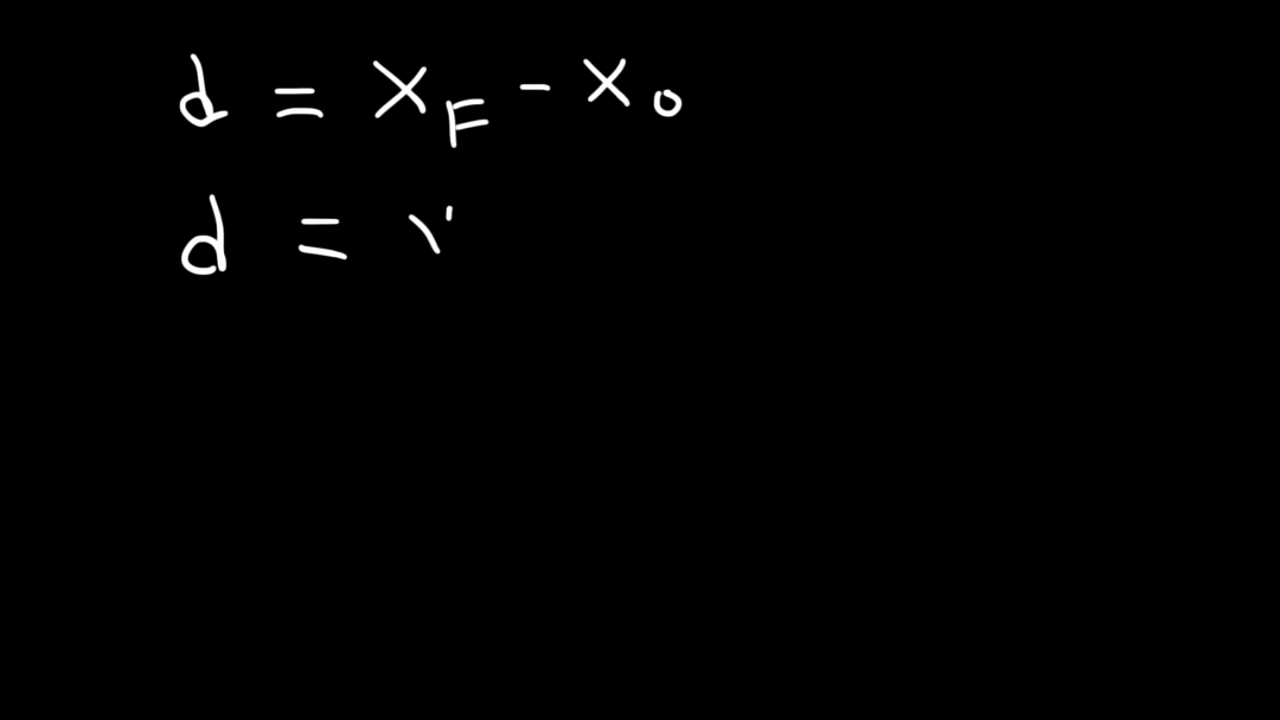 d = x_F - x_0
d =